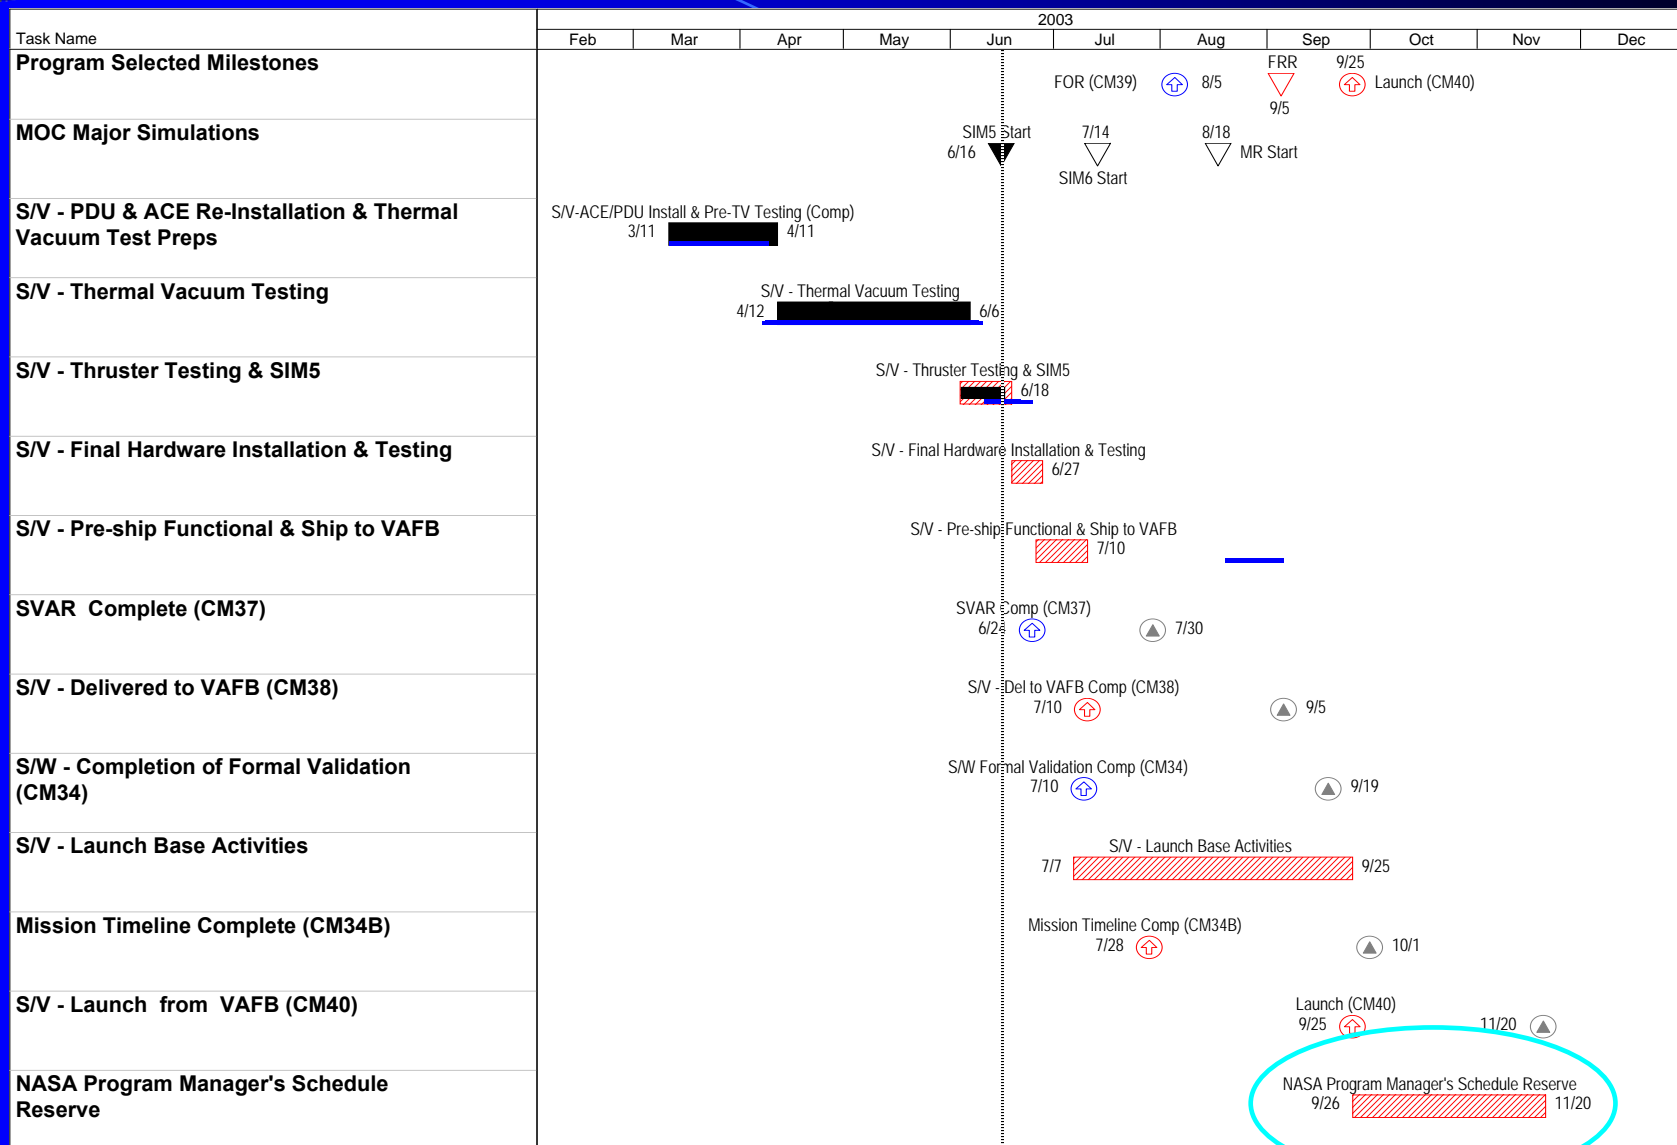 2003
Task Name
Feb Mar Apr May Jun Jul Aug Sep Oct Nov Dec
Program Selected Milestones
FRR 9/25
FOR (CM39) 8/5 Launch (CM40)
9/5
MOC Major Simulations
SIM5 Start 7/14 8/18
6/16 MR Start
SIM6 Start
S/V - PDU & ACE Re-Installation & Thermal
Vacuum Test Preps
S/V-ACE/PDU Install & Pre-TV Testing (Comp)
3/11 4/11
S/V - Thermal Vacuum Testing
S/V - Thermal Vacuum Testing
4/12 6/6
S/V - Thruster Testing & SIM5
S/V - Thruster Testing & SIM5
6/18
S/V - Final Hardware Installation & Testing
S/V - Final Hardware Installation & Testing
6/27
S/V - Pre-ship Functional & Ship to VAFB
S/V - Pre-ship Functional & Ship to VAFB
7/10
SVAR Complete (CM37)
SVAR Comp (CM37)
7/30
S/V - Delivered to VAFB (CM38)
S/V - Del to VAFB Comp (CM38)
7/10 9/5
S/W - Completion of Formal Validation
(CM34)
S/W Formal Validation Comp (CM34)
7/10 9/19
S/V - Launch Base Activities
S/V - Launch Base Activities
7/7 9/25
Mission Timeline Complete (CM34B)
Mission Timeline Comp (CM34B)
7/28 10/1
S/V - Launch from VAFB (CM40)
Launch (CM40)
9/25 11/20
NASA Program Manager's Schedule
Reserve
NASA Program Manager's Schedule Reserve
9/26 11/20